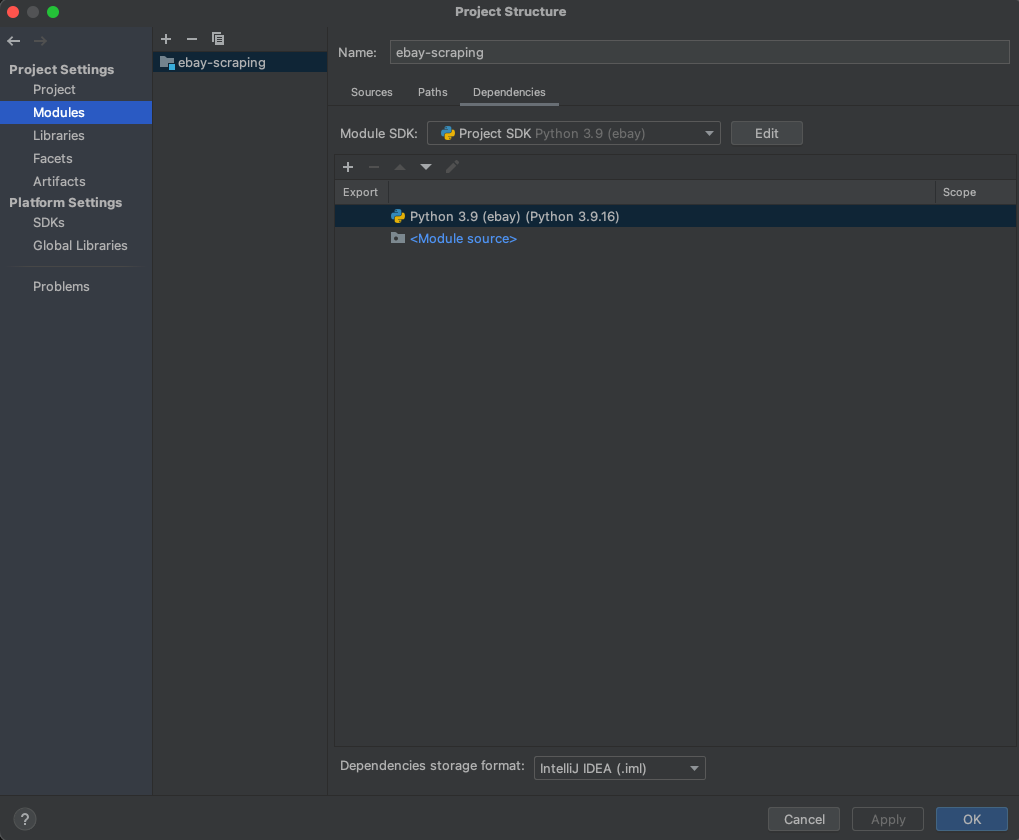 Project Structure
Project Settings
Project
Modules
Libraries
Facets
Artifacts
Platform Settings
SDKs
Global Libraries
Problems
ebay-scraping
Name: ebay-scraping
Sources Paths Dependencies
Module SDK: Project SDK Python 3.9 (ebay) Edit
Export Scope
Python 3.9 (ebay) (Python 3.9.16)
<Module source>
Dependencies storage format: IntelliJ IDEA (.iml)
? Cancel Apply OK